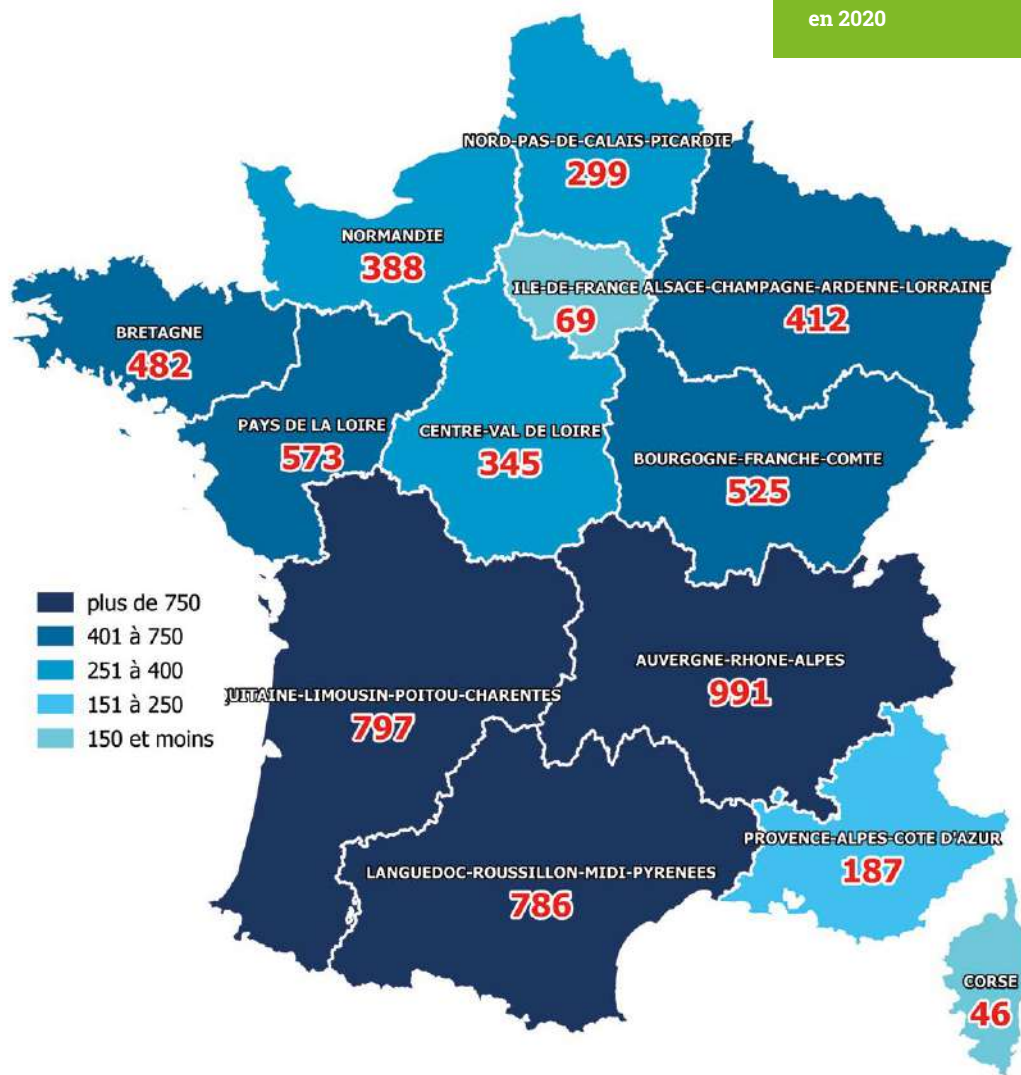 en 2020
NORD-PAS-DE-CALAIS-PICARDIE
299
NORMANDIE
388
ILE-DE-FRANCE
69
ALSACE-CHAMPAGNE-ARDENNE-LORRAINE
412
BRETAGNE
482
PAYS DE LA LOIRE
573
CENTRE-VAL DE LOIRE
345
BOURGOGNE-FRANCHE-COMTE
525
plus de 750
401 à 750
251 à 400
151 à 250
150 et moins
UITAINE-LIMOUSIN-POITOU-CHARENTES
797
AUVERGNE-RHONE-ALPES
991
PROVENCE-ALPES-COTE D'AZUR
187
LANGUEDOC-ROUSSILLON-MIDI-PYRENEES
786
CORSE
46